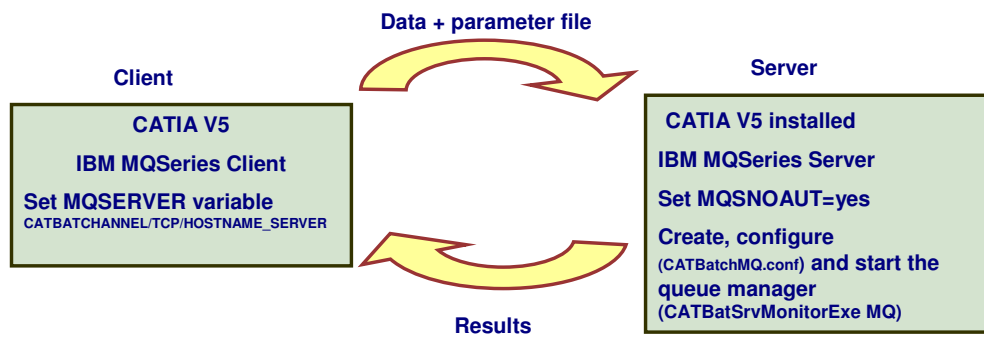 Data + parameter file
Client
Server
CATIA V5
IBM MQSeries Client
Set MQSERVER variable
CATBATCHANNEL/TCP/HOSTNAME_SERVER
CATIA V5 installed
IBM MQSeries Server
Set MQSNOAUT=yes
Create, configure
(CATBatchMQ.conf) and start the
queue manager
(CATBatSrvMonitorExe MQ)
Results